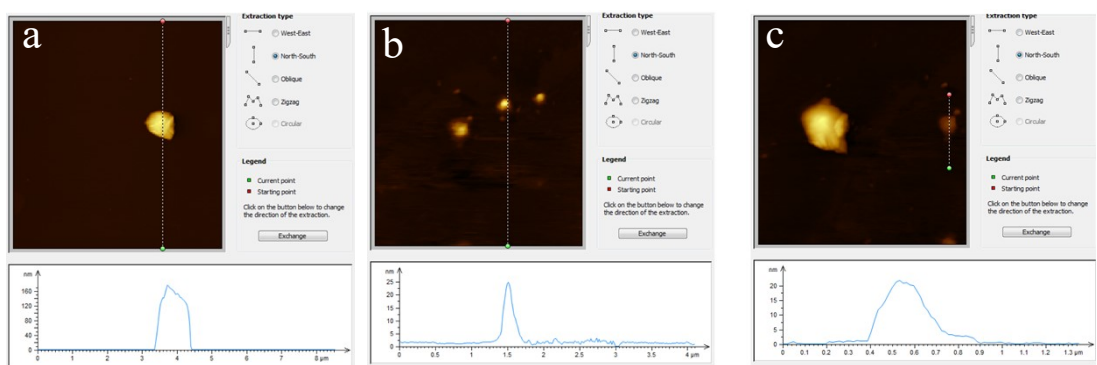 a
Extraction type
West-East
North-South
Oblique
Zigzag
Circular
Legend
Current point
Starting point
Click on the button below to change
the direction of the extraction.
Exchange
nm
160
120
80
40
0
0 1 2 3 4 5 6 7 8 µm
b
Extraction type
West-East
North-South
Oblique
Zigzag
Circular
Legend
Current point
Starting point
Click on the button below to change
the direction of the extraction.
Exchange
nm
25
20
15
10
5
0
0 0.5 1 1.5 2 2.5 3 3.5 4 µm
c
Extraction type
West-East
North-South
Oblique
Zigzag
Circular
Legend
Current point
Starting point
Click on the button below to change
the direction of the extraction.
Exchange
nm
20
15
10
5
0
0 0.1 0.2 0.3 0.4 0.5 0.6 0.7 0.8 0.9 1 1.1 1.2 1.3 µm